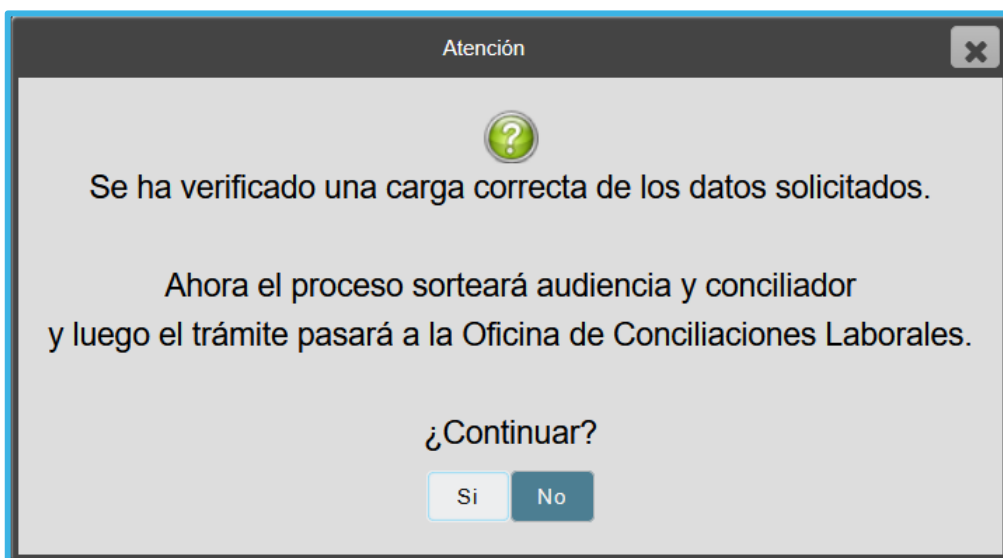 Atención
Se ha verificado una carga correcta de los datos solicitados.
Ahora el proceso sorteará audiencia y conciliador
y luego el trámite pasará a la Oficina de Conciliaciones Laborales.
¿Continuar?
Si No